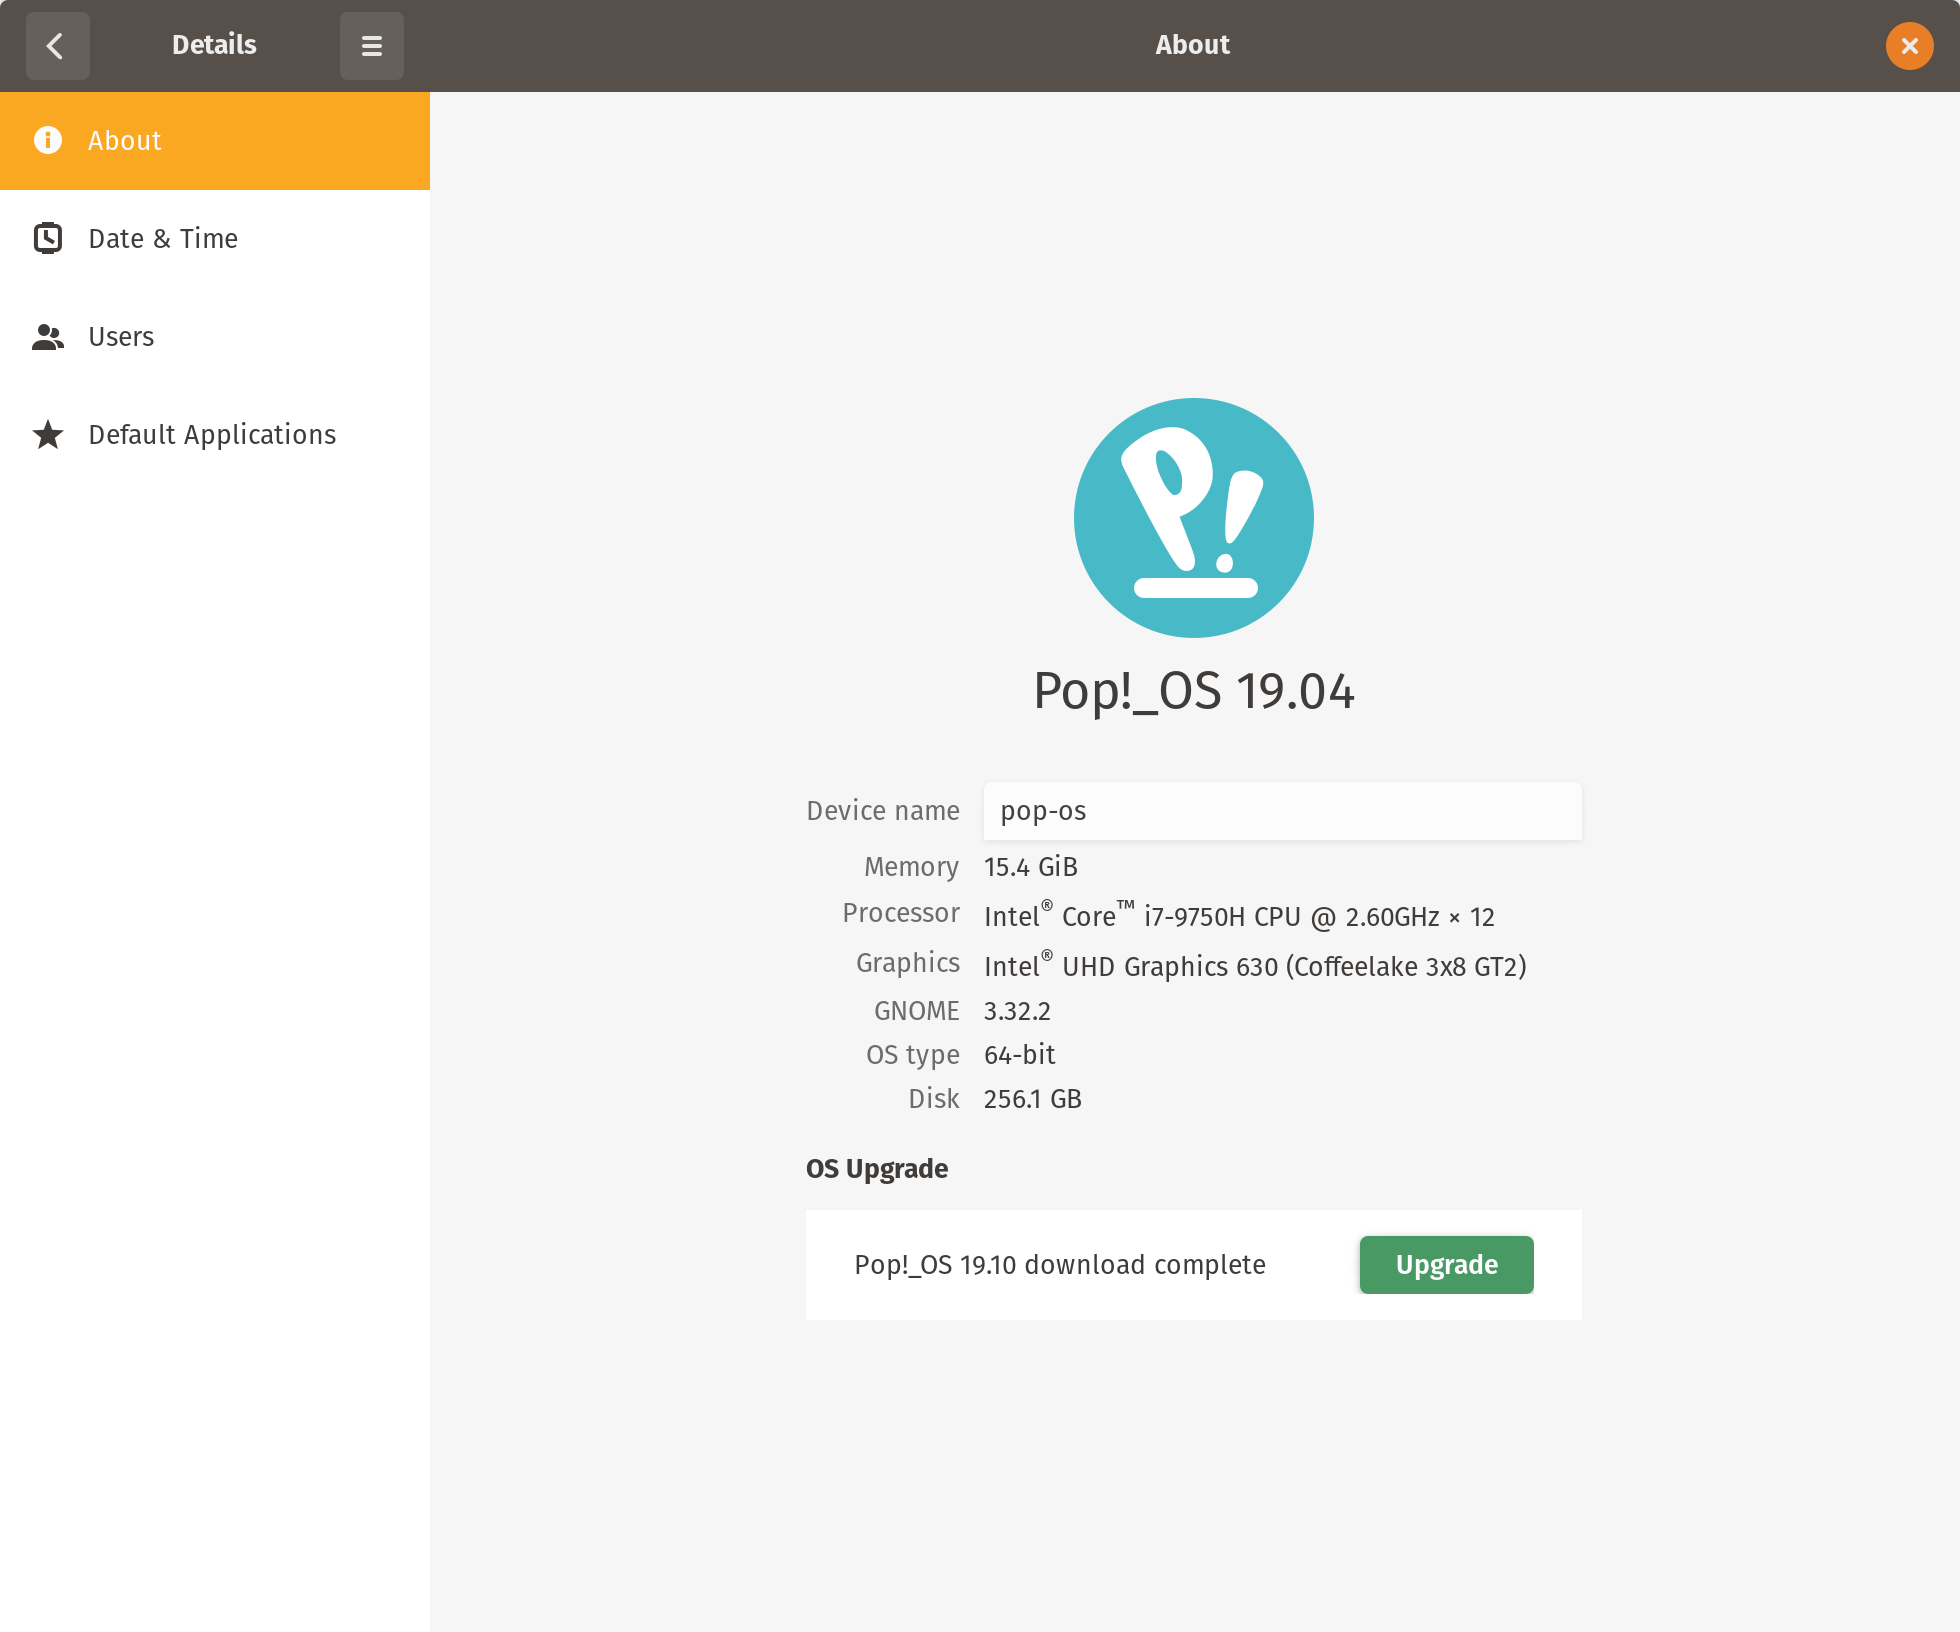 Details
About
About
Date & Time
Users
Default Applications
P!
Pop!_OS 19.04
Device name pop-os
Memory 15.4 GiB
Processor Intel® Core™ i7-9750H CPU @ 2.60GHz × 12
Graphics Intel® UHD Graphics 630 (Coffeelake 3x8 GT2)
GNOME 3.32.2
OS type 64-bit
Disk 256.1 GB
OS Upgrade
Pop!_OS 19.10 download complete Upgrade